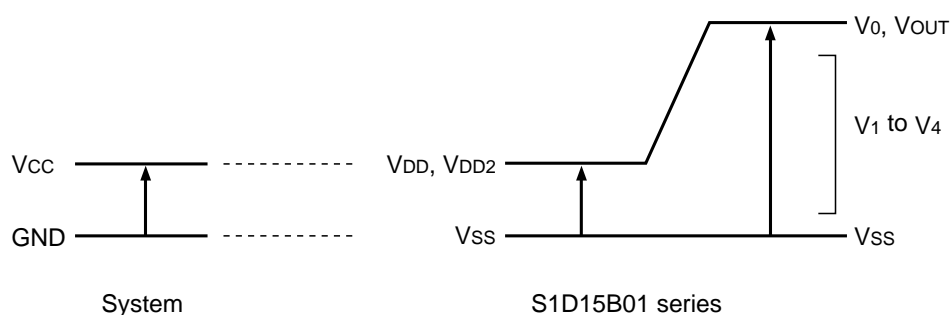 V0, VOUT
V1 to V4
VCC
VDD, VDD2
GND
VSS
VSS
System
S1D15B01 series